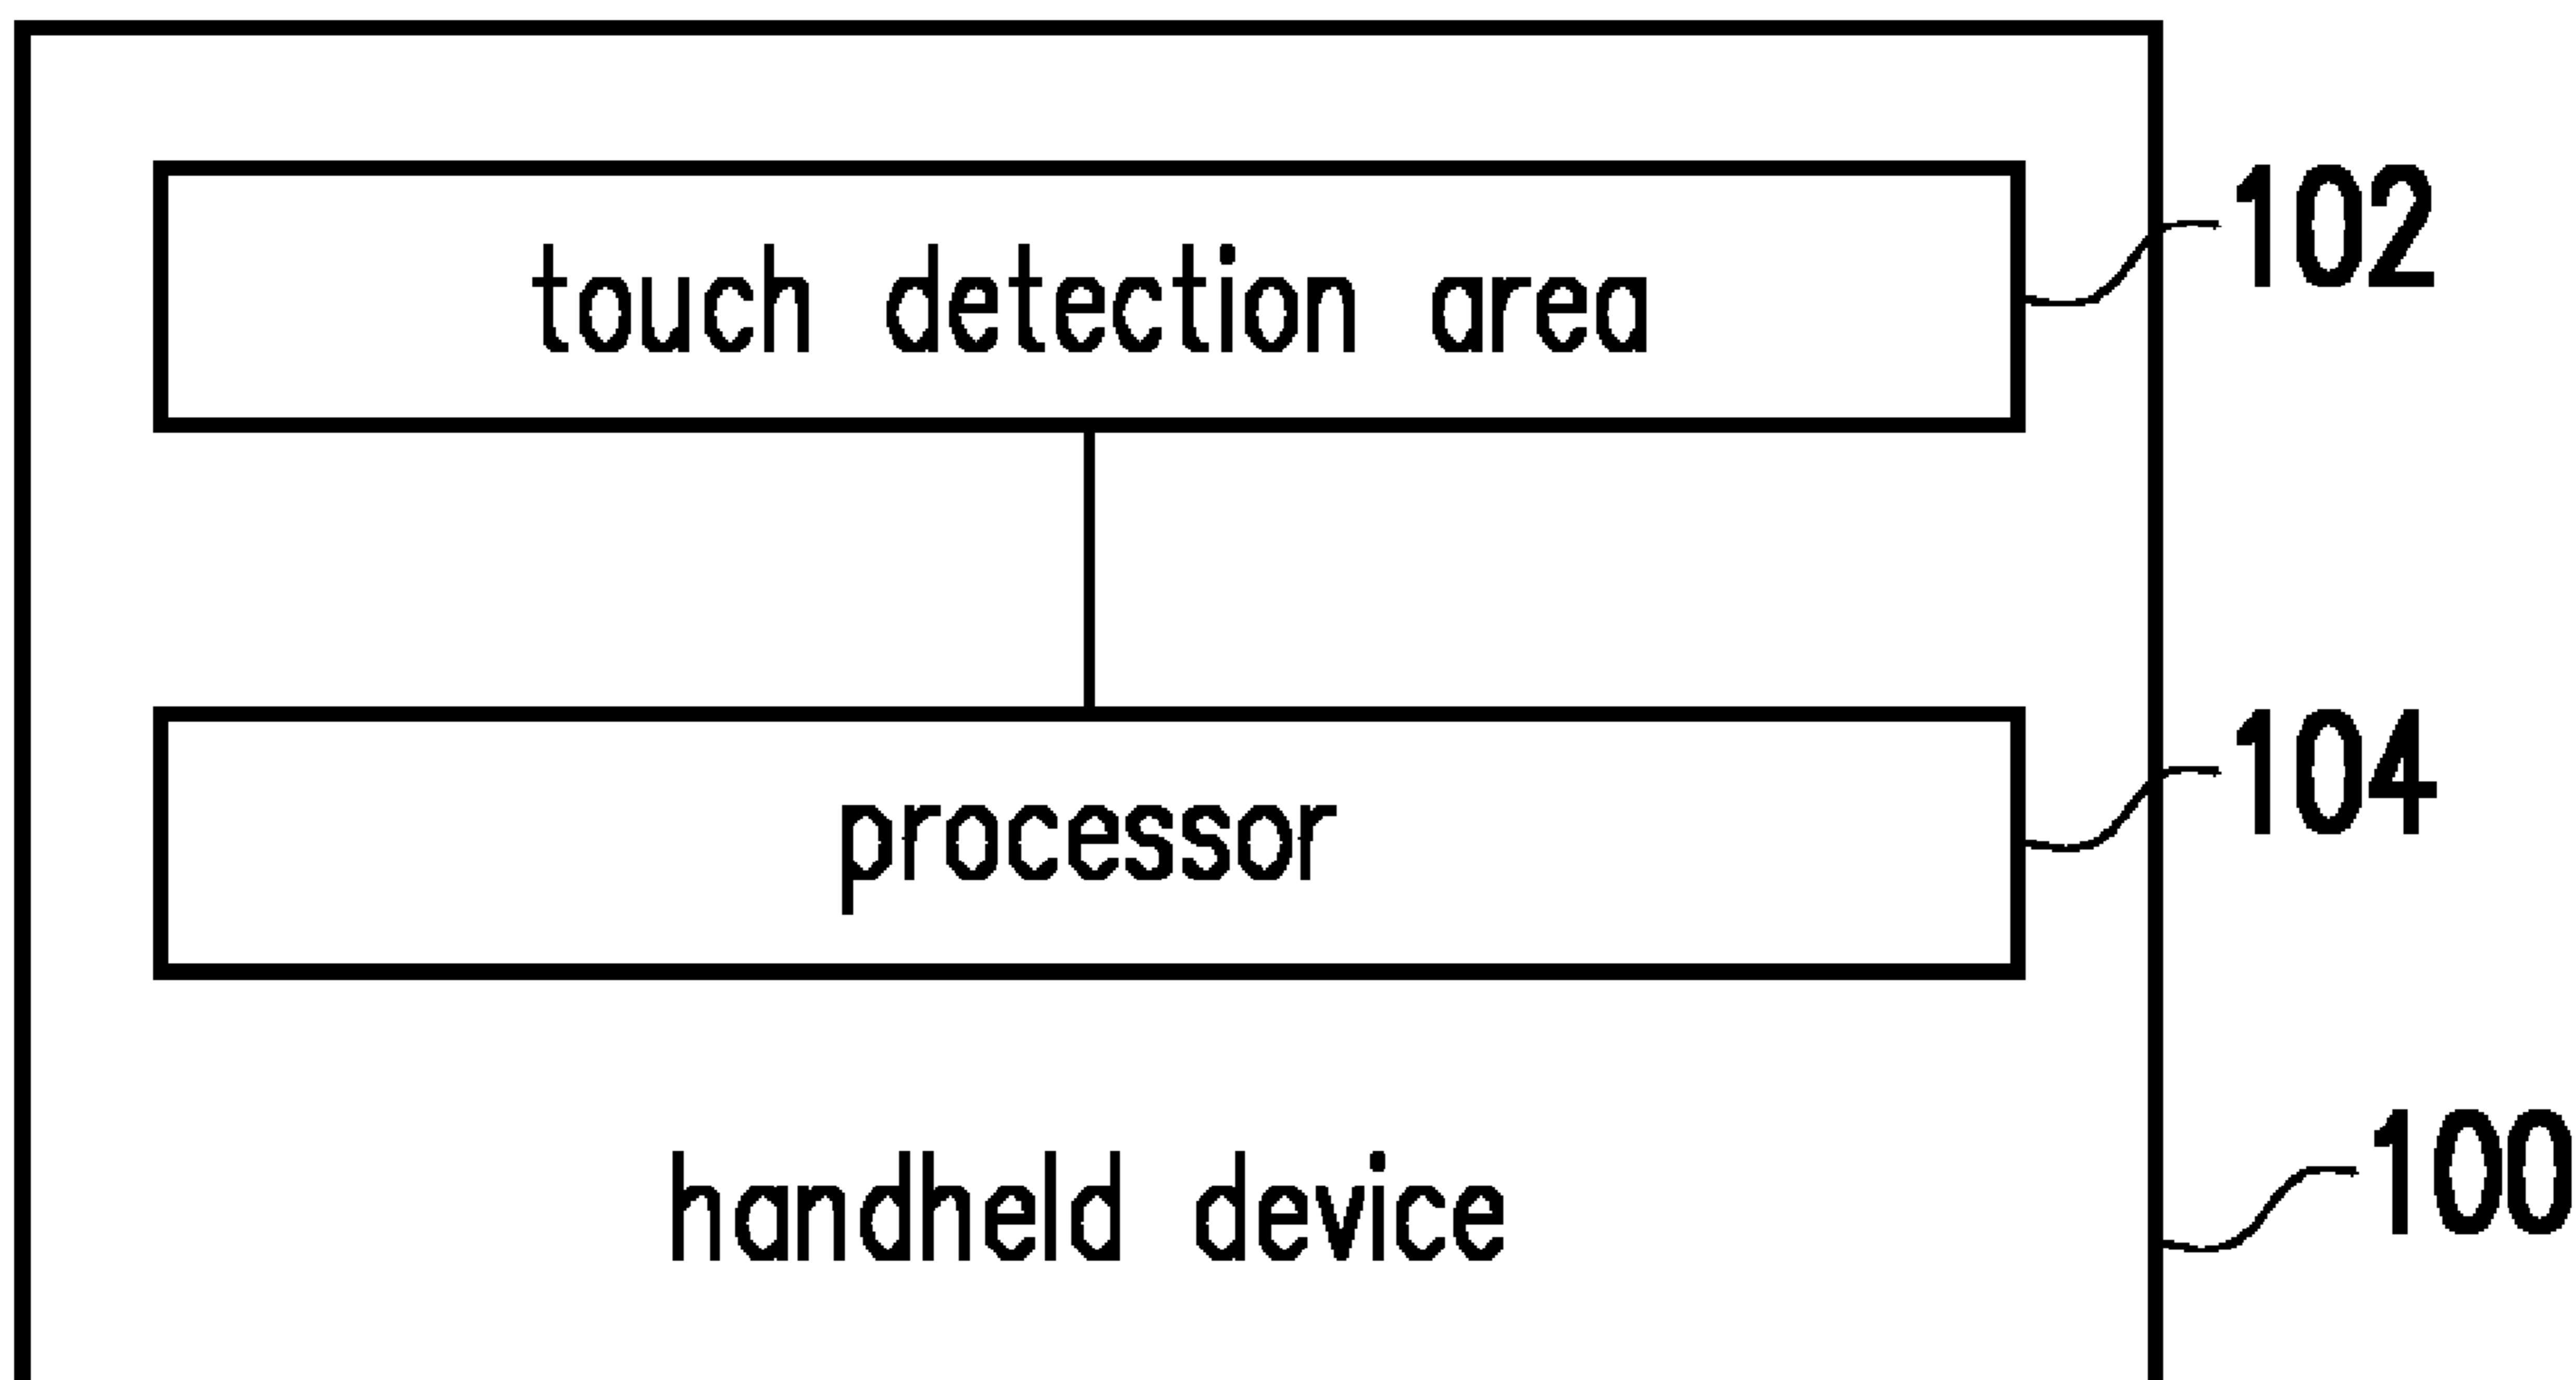 touch detection area 102
processor 104
handheld device 100